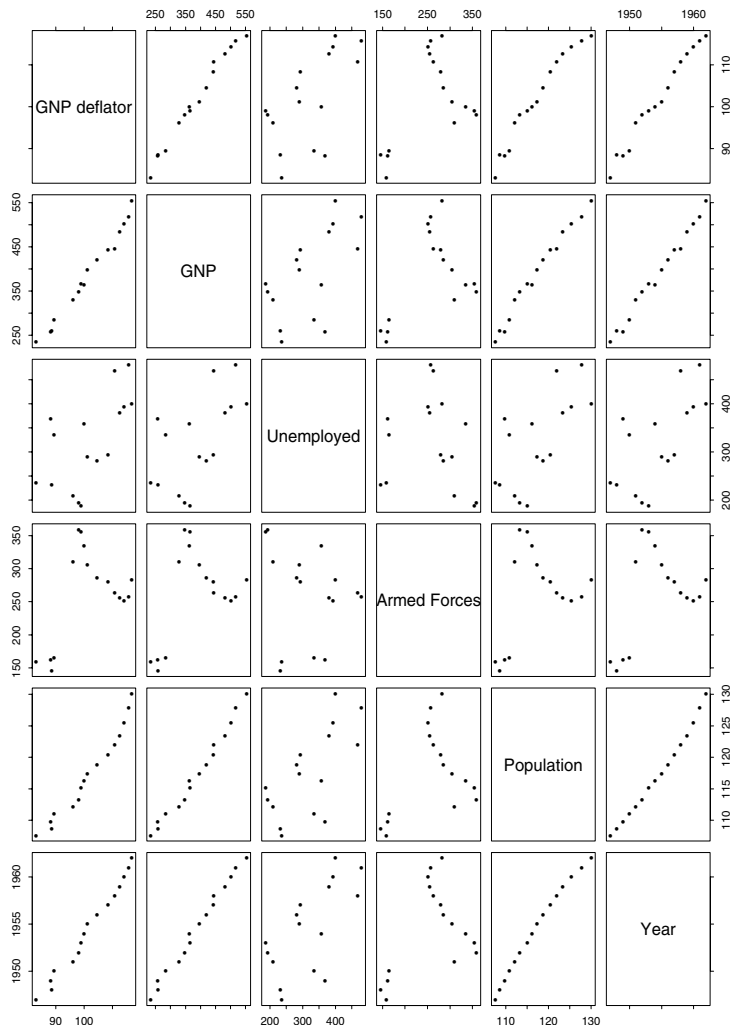 250 350 450 550
150 250 350
1950 1960
GNP deflator
90 100 110
250 350 450 550
GNP
Unemployed
200 300 400
150 200 250 300 350
Armed Forces
Population
110 115 120 125 130
1950 1955 1960
Year
90 100
200 300 400
110 120 130